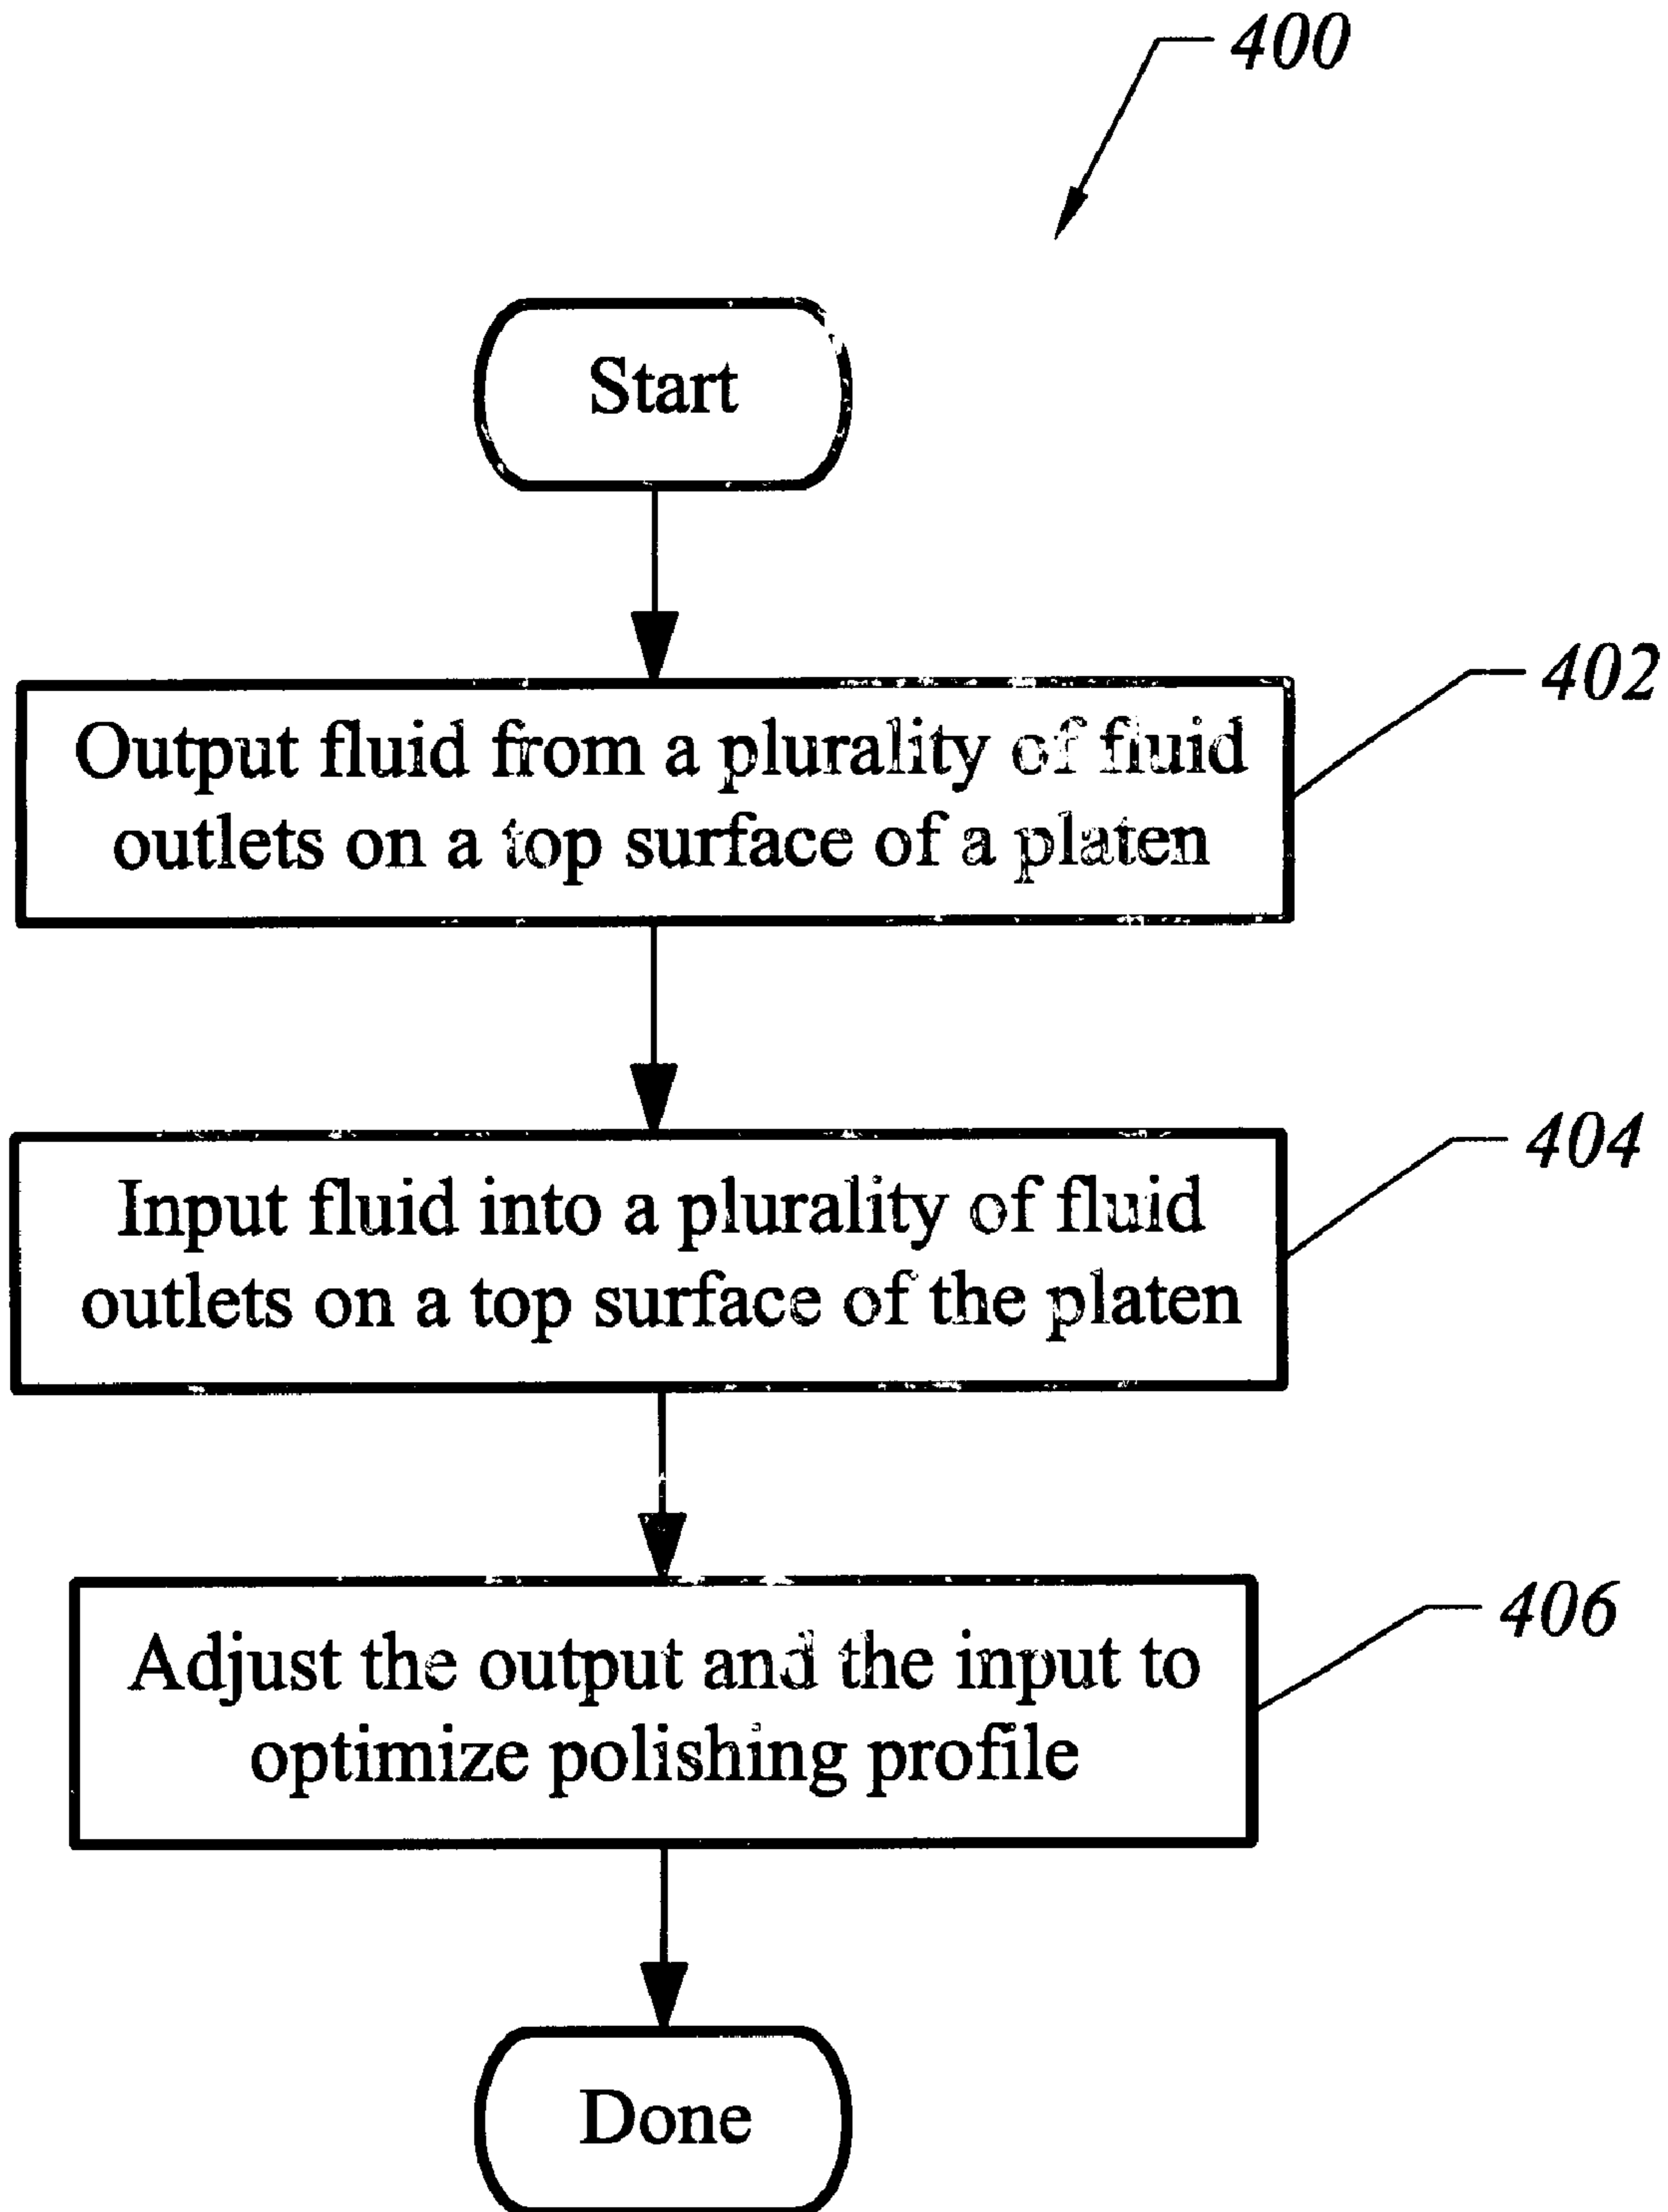 400
Start
402
Output fluid from a plurality of fluid
outlets on a top surface of a platen
404
Input fluid into a plurality of fluid
outlets on a top surface of the platen
406
Adjust the output and the input to
optimize polishing profile
Done